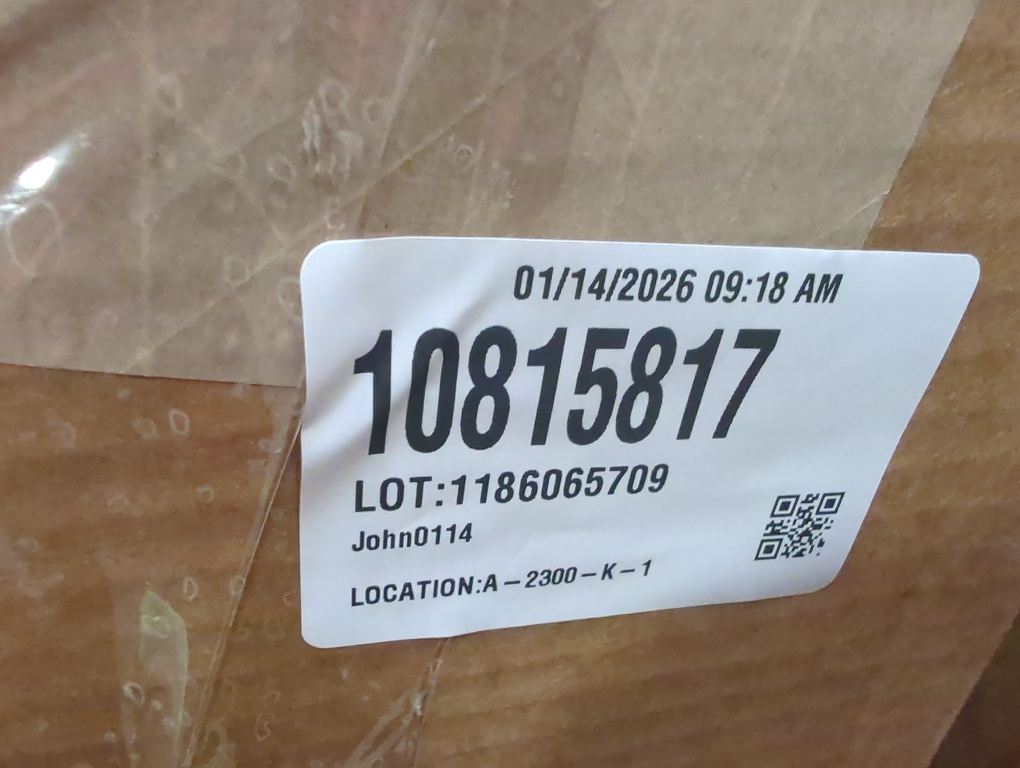 01/14/2026 09:18 AM
10815817
LOT:1186065709
John0114
LOCATION:A-2300-K-1